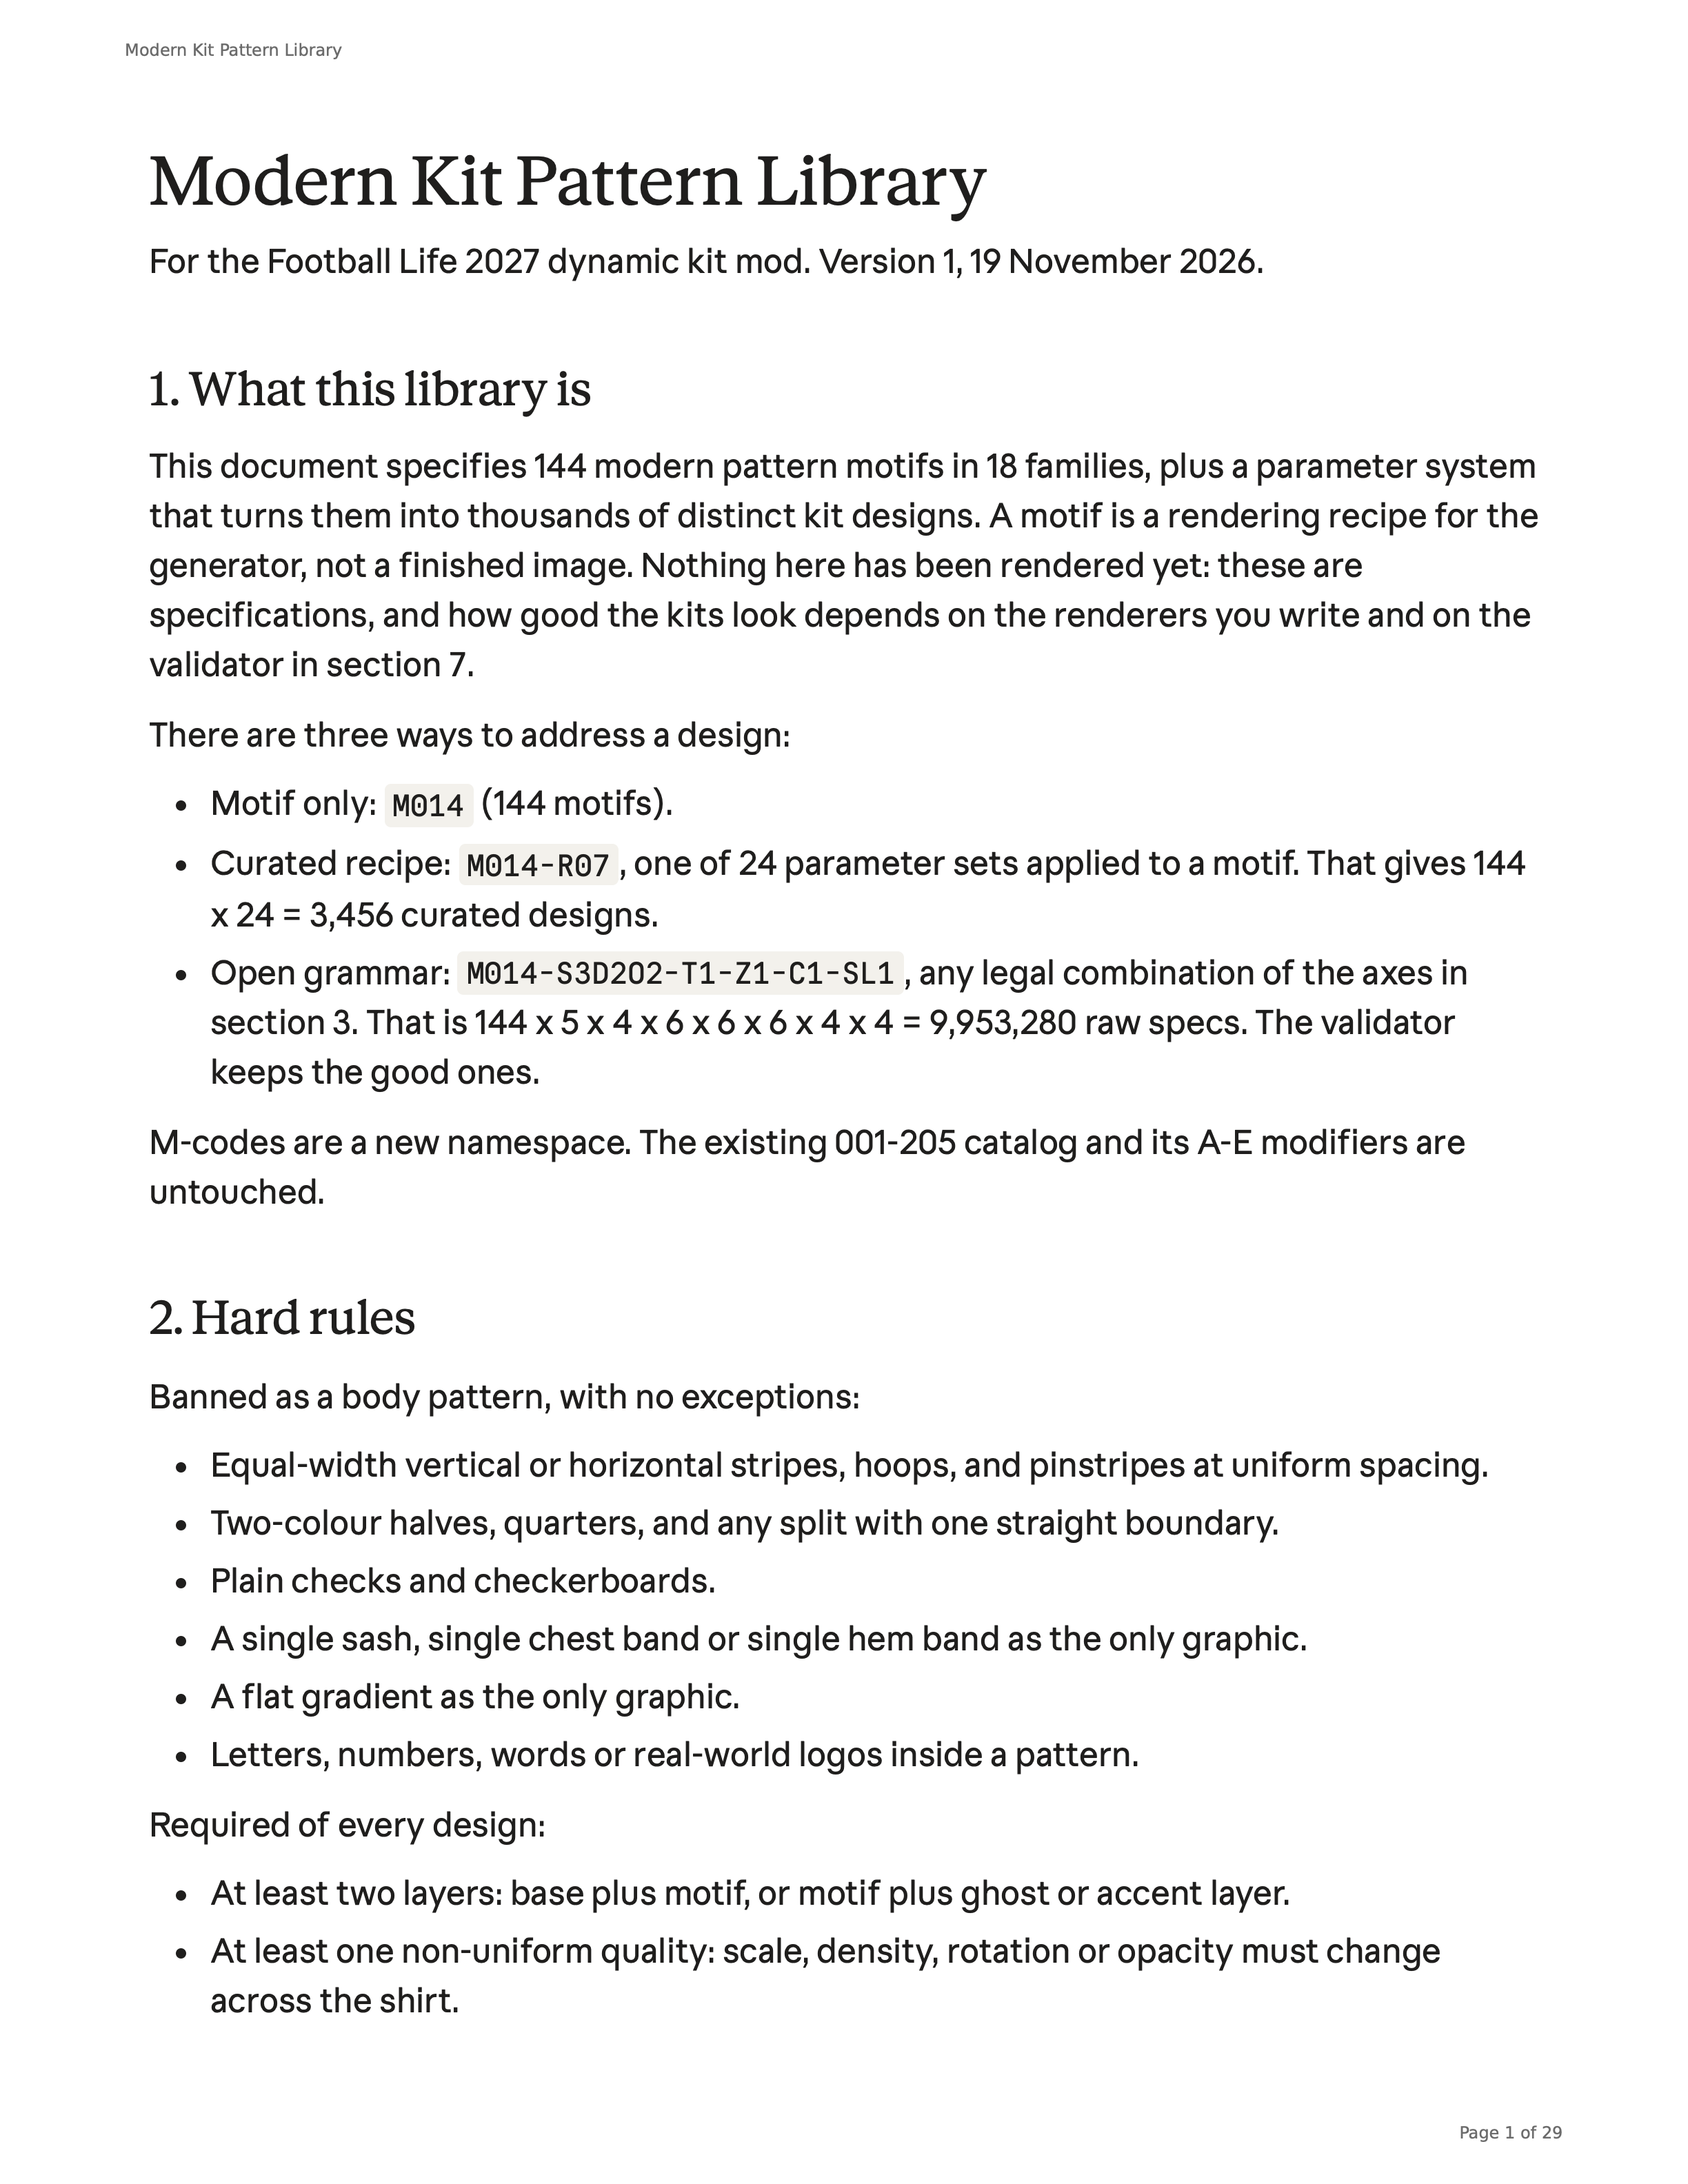 Modern Kit Pattern Library
Modern Kit Pattern Library
For the Football Life 2027 dynamic kit mod. Version 1, 19 November 2026.
1. What this library is
This document specifies 144 modern pattern motifs in 18 families, plus a parameter system
that turns them into thousands of distinct kit designs. A motif is a rendering recipe for the
generator, not a finished image. Nothing here has been rendered yet: these are
specifications, and how good the kits look depends on the renderers you write and on the
validator in section 7.
There are three ways to address a design:
• Motif only: M014 (144 motifs).
• Curated recipe: M014-R07, one of 24 parameter sets applied to a motif. That gives 144
x 24 = 3,456 curated designs.
• Open grammar: M014-S3D2O2-T1-Z1-C1-SL1, any legal combination of the axes in
section 3. That is 144 x 5 x 4 x 6 x 6 x 6 x 4 x 4 = 9,953,280 raw specs. The validator
keeps the good ones.
M-codes are a new namespace. The existing 001-205 catalog and its A-E modifiers are
untouched.
2. Hard rules
Banned as a body pattern, with no exceptions:
• Equal-width vertical or horizontal stripes, hoops, and pinstripes at uniform spacing.
• Two-colour halves, quarters, and any split with one straight boundary.
• Plain checks and checkerboards.
• A single sash, single chest band or single hem band as the only graphic.
• A flat gradient as the only graphic.
• Letters, numbers, words or real-world logos inside a pattern.
Required of every design:
• At least two layers: base plus motif, or motif plus ghost or accent layer.
• At least one non-uniform quality: scale, density, rotation or opacity must change
across the shirt.
Page 1 of 29